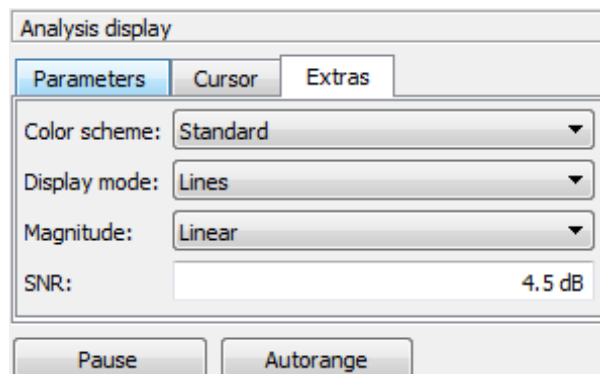 Analysis display
Parameters Cursor Extras
Color scheme: Standard
Display mode: Lines
Magnitude: Linear
SNR: 4.5 dB
Pause Autorange